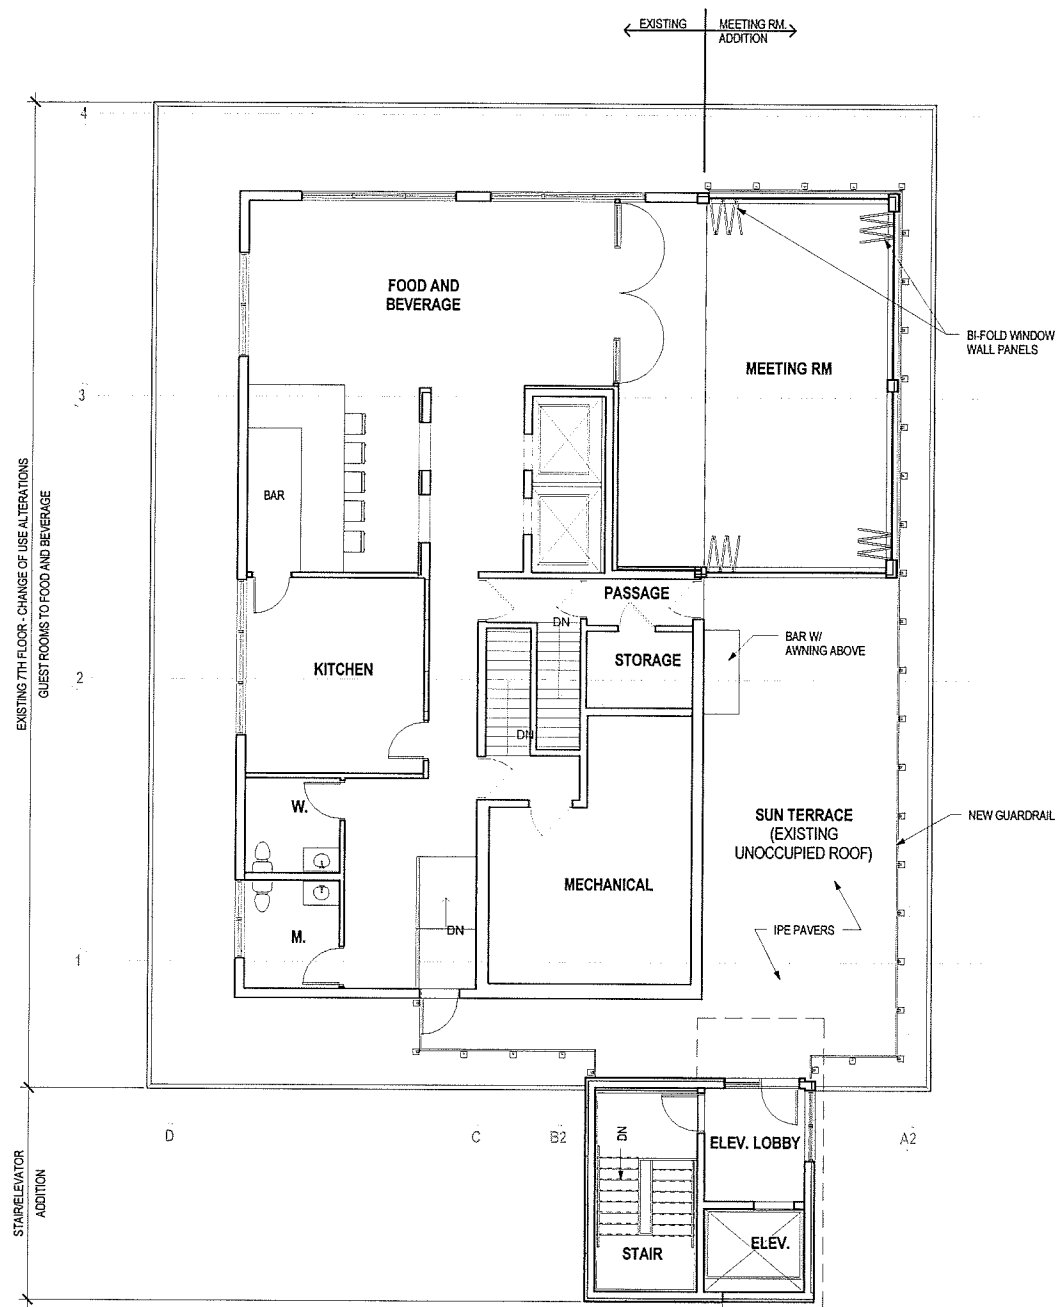 EXISTING
MEETING RM.
ADDITION
4
FOOD AND
BEVERAGE
BI-FOLD WINDOW
WALL PANELS
MEETING RM
3
BAR
EXISTING 7TH FLOOR - CHANGE OF USE ALTERATIONS
GUEST ROOMS TO FOOD AND BEVERAGE
PASSAGE
DN
BAR W/
AWNING ABOVE
STORAGE
KITCHEN
2
DN
W.
SUN TERRACE
(EXISTING
UNOCCUPIED ROOF)
NEW GUARDRAIL
MECHANICAL
DN
IPE PAVERS
M.
1
D
C
B2
A2
DN
ELEV. LOBBY
STAIR/ELEVATOR
ADDITION
STAIR
ELEV.